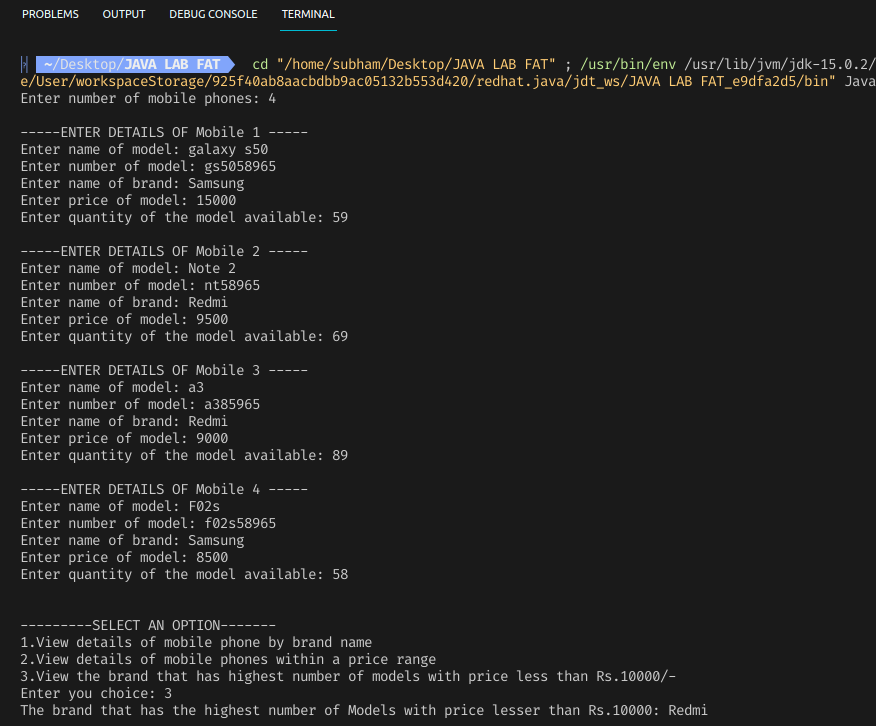 PROBLEMS OUTPUT DEBUG CONSOLE TERMINAL
~/Desktop/JAVA LAB FAT cd "/home/subham/Desktop/JAVA LAB FAT" ; /usr/bin/env /usr/lib/jvm/jdk-15.0.2/
e/User/workspaceStorage/925f40ab8aacbdbb9ac05132b553d420/redhat.java/jdt_ws/JAVA LAB FAT_e9dfa2d5/bin" Java
Enter number of mobile phones: 4
-----ENTER DETAILS OF Mobile 1 -----
Enter name of model: galaxy s50
Enter number of model: gs5058965
Enter name of brand: Samsung
Enter price of model: 15000
Enter quantity of the model available: 59
-----ENTER DETAILS OF Mobile 2 -----
Enter name of model: Note 2
Enter number of model: nt58965
Enter name of brand: Redmi
Enter price of model: 9500
Enter quantity of the model available: 69
-----ENTER DETAILS OF Mobile 3 -----
Enter name of model: a3
Enter number of model: a385965
Enter name of brand: Redmi
Enter price of model: 9000
Enter quantity of the model available: 89
-----ENTER DETAILS OF Mobile 4 -----
Enter name of model: F02s
Enter number of model: f02s58965
Enter name of brand: Samsung
Enter price of model: 8500
Enter quantity of the model available: 58
---------SELECT AN OPTION-------
1.View details of mobile phone by brand name
2.View details of mobile phones within a price range
3.View the brand that has highest number of models with price less than Rs.10000/-
Enter you choice: 3
The brand that has the highest number of Models with price lesser than Rs.10000: Redmi